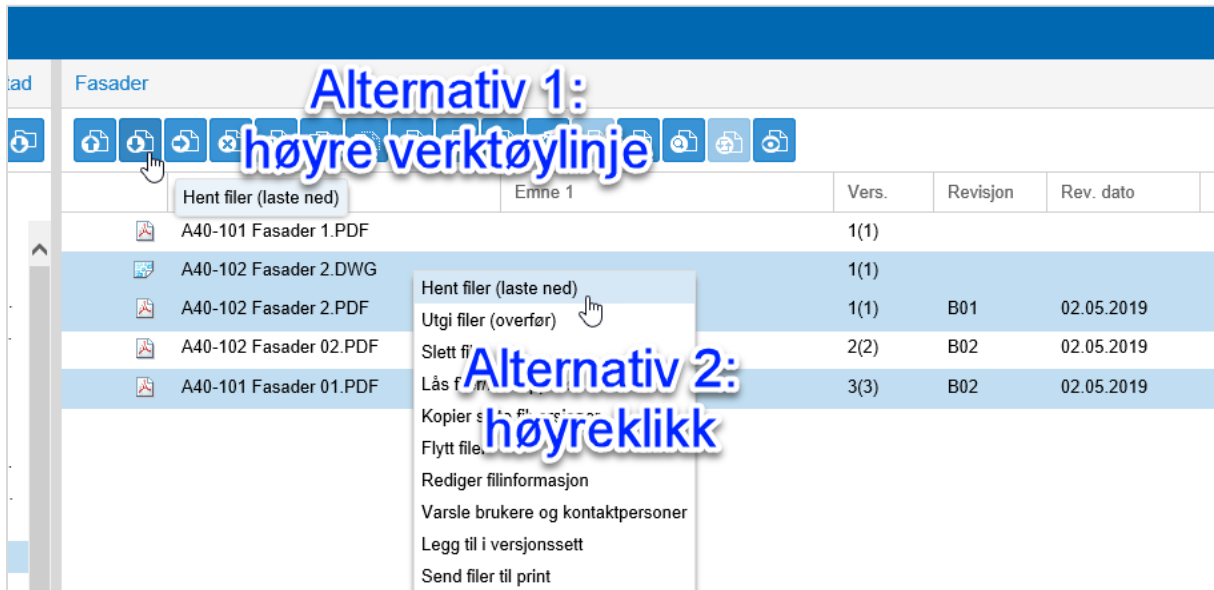 tad
Fasader
Alternativ 1:
høyre verktøylinje
Hent filer (laste ned)
Emne 1
Vers.
Revisjon
Rev. dato
A40-101 Fasader 1.PDF
1(1)
A40-102 Fasader 2.DWG
1(1)
A40-102 Fasader 2.PDF
1(1)
B01
02.05.2019
A40-102 Fasader 02.PDF
2(2)
B02
02.05.2019
A40-101 Fasader 01.PDF
3(3)
B02
02.05.2019
Hent filer (laste ned)
Utgi filer (overfør)
Slett
Alternativ 2:
høyreklikk
Lås
Kopier
Flytt
Rediger filinformasjon
Varsle brukere og kontaktpersoner
Legg til i versjonssett
Send filer til print